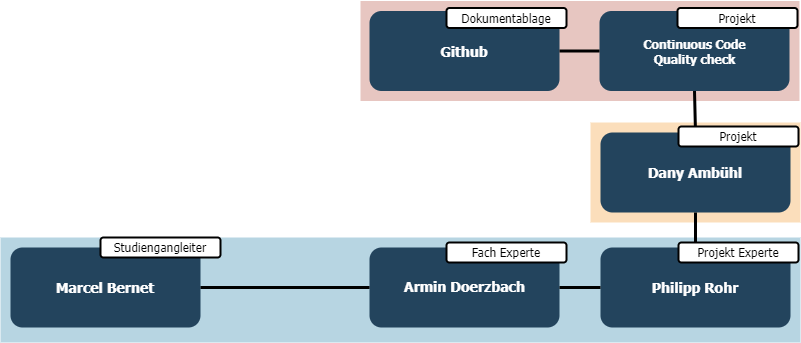 Dokumentablage
Github
Projekt
Continuous Code
Quality check
Projekt
Dany Ambühl
Studiengangleiter
Marcel Bernet
Fach Experte
Armin Doerzbach
Projekt Experte
Philipp Rohr